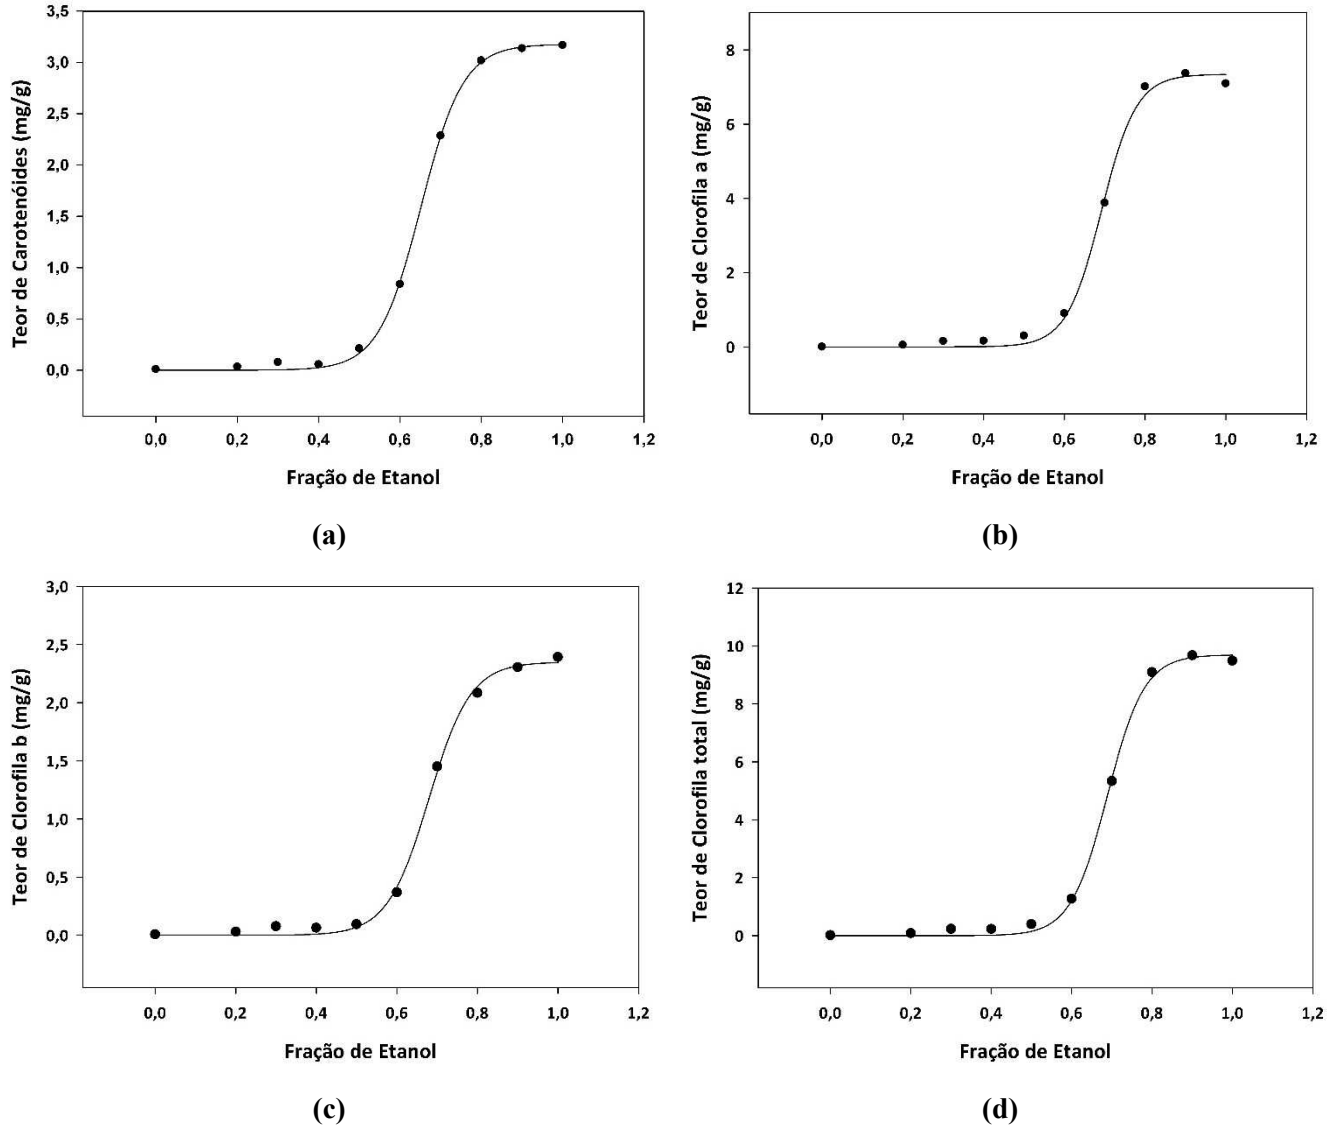 3,5
3,0
2,5
2,0
1,5
1,0
0,5
0,0
Teor de Carotenóides (mg/g)
0,0 0,2 0,4 0,6 0,8 1,0 1,2
Fração de Etanol
(a)
8
6
4
2
0
Teor de Clorofila a (mg/g)
0,0 0,2 0,4 0,6 0,8 1,0 1,2
Fração de Etanol
(b)
3,0
2,5
2,0
1,5
1,0
0,5
0,0
Teor de Clorofila b (mg/g)
0,0 0,2 0,4 0,6 0,8 1,0 1,2
Fração de Etanol
(c)
12
10
8
6
4
2
0
Teor de Clorofila total (mg/g)
0,0 0,2 0,4 0,6 0,8 1,0 1,2
Fração de Etanol
(d)